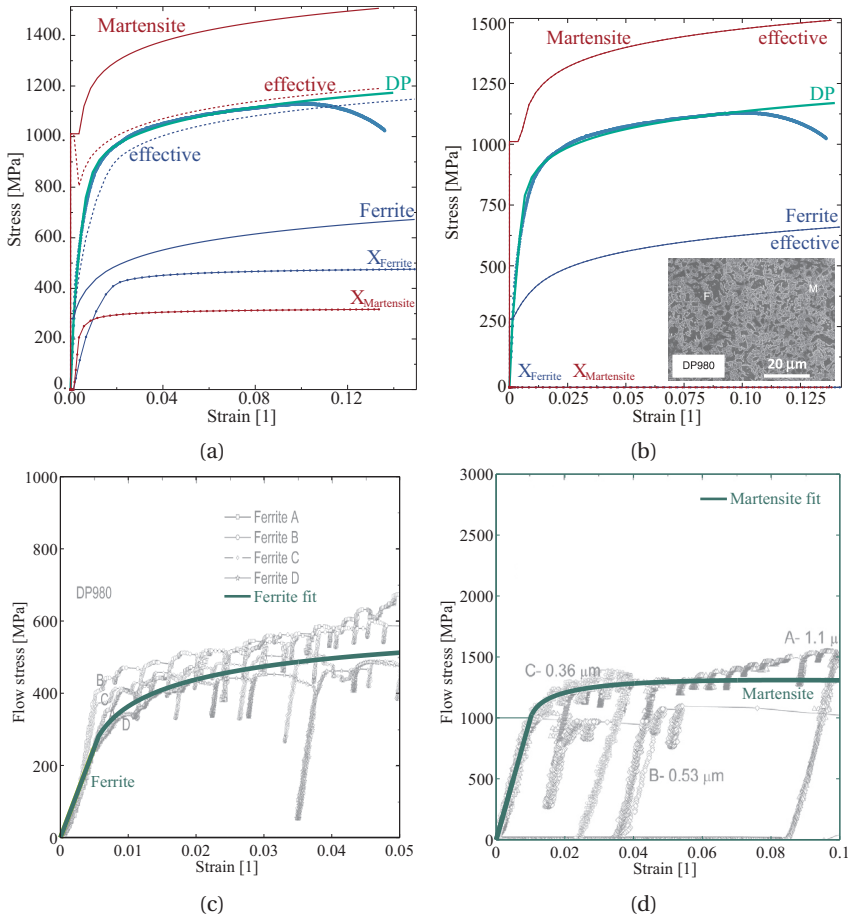 Martensite
effective
DP
effective
Ferrite
X_Ferrite
X_Martensite
1400.
1200.
1000.
800.
600.
400.
200.
0.
Stress [MPa]
0.00
0.04
0.08
0.12
Strain [1]
(a)
Martensite
effective
DP
Ferrite
effective
X_Ferrite
X_Martensite
F
M
DP980
20 μm
1500
1250
1000
750
500
250
0
Stress [MPa]
0
0.025
0.05
0.075
0.10
0.125
Strain [1]
(b)
1000
800
600
400
200
0
Flow stress [MPa]
Ferrite A
Ferrite B
Ferrite C
Ferrite D
Ferrite fit
DP980
B
C
D
Ferrite
0
0.01
0.02
0.03
0.04
0.05
Strain [1]
(c)
3000
2500
2000
1500
1000
500
0
Flow stress [MPa]
Martensite fit
A- 1.1 μ
C- 0.36 μm
Martensite
B- 0.53 μm
0
0.02
0.04
0.06
0.08
0.1
Strain [1]
(d)